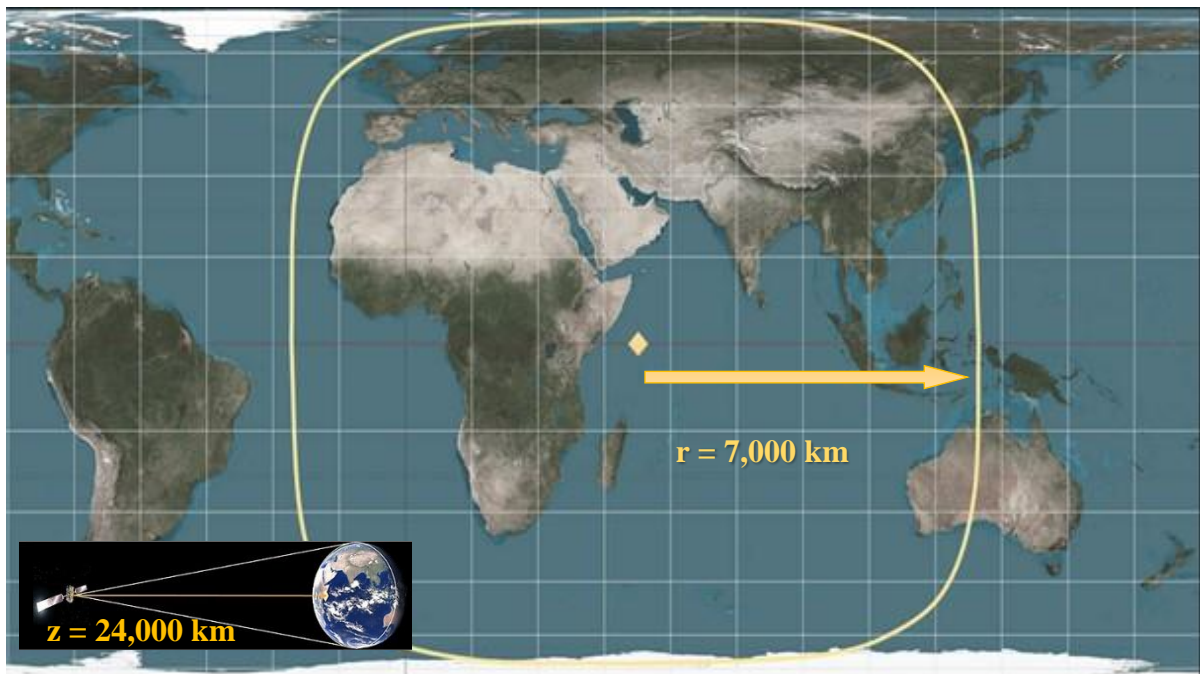 r = 7,000 km
z = 24,000 km